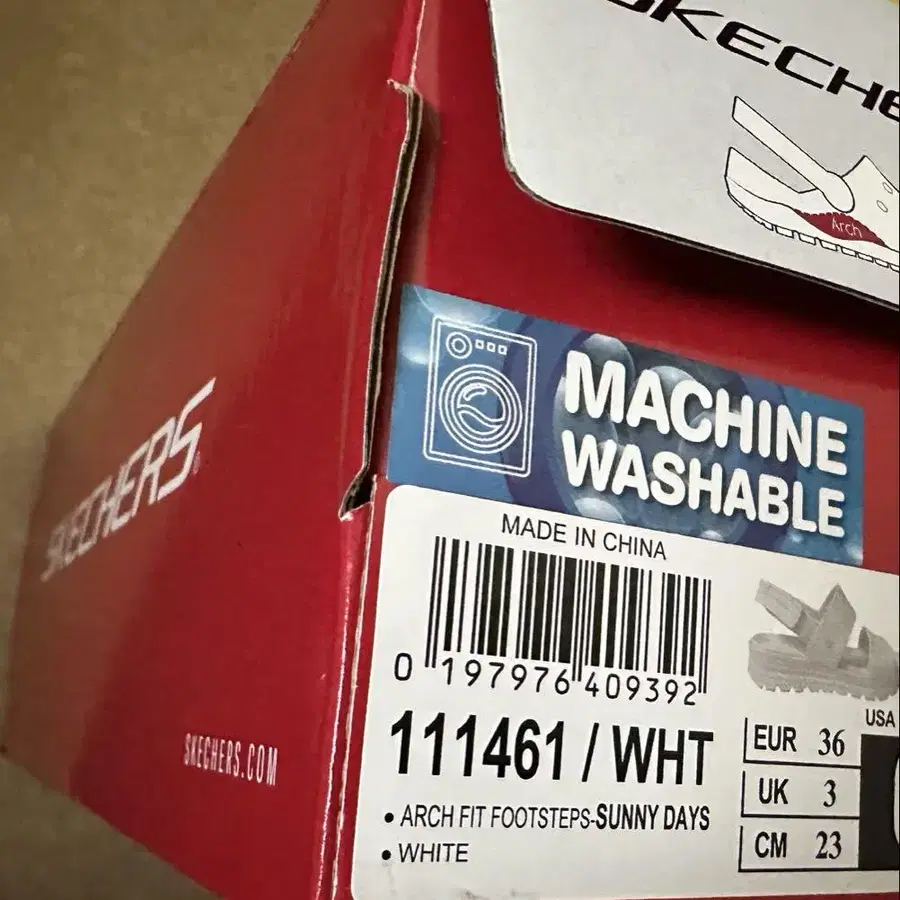 Arch
MACHINE
WASHABLE
SKECHERS
MADE IN CHINA
0 197976 409392
111461 / WHT
• ARCH FIT FOOTSTEPS-SUNNY DAYS
• WHITE
USA
EUR 36
UK 3
CM 23
SKECHERS.COM